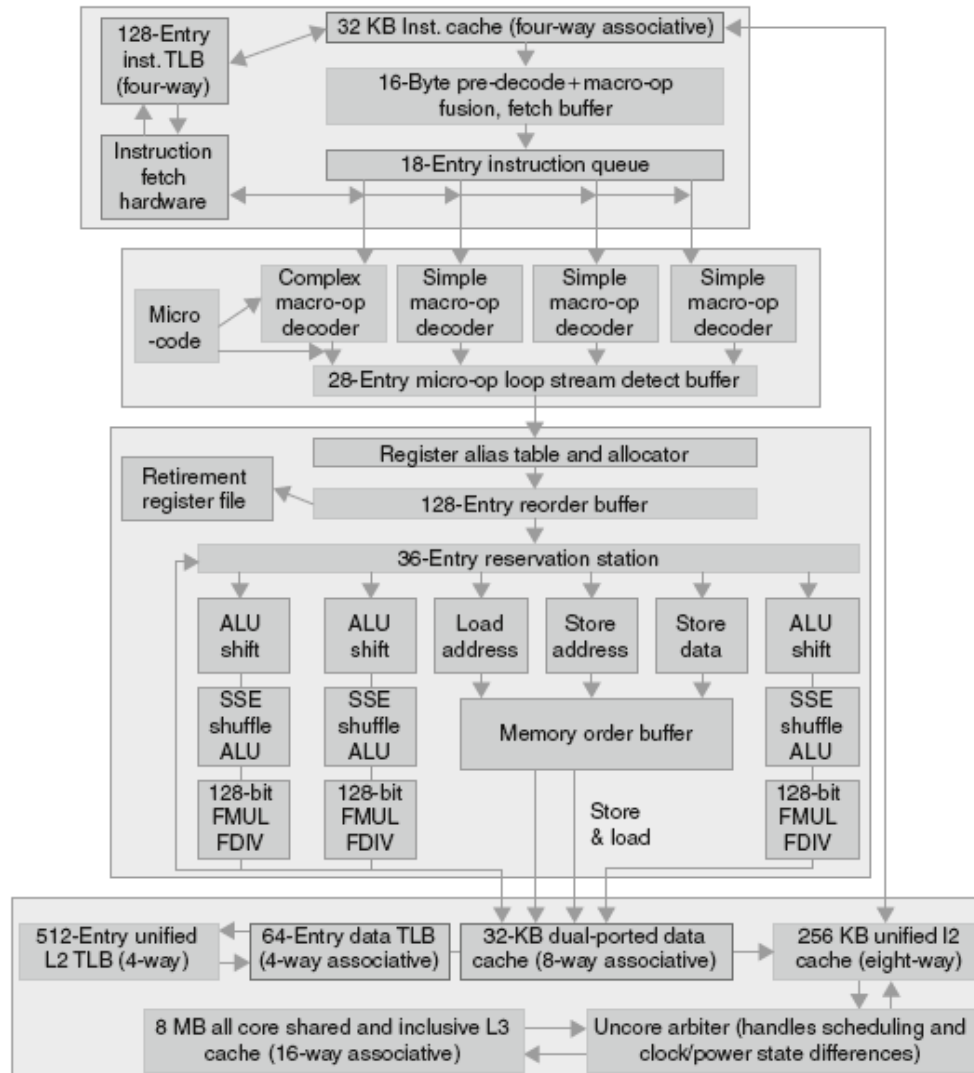 128-Entry
inst. TLB
(four-way)
32 KB Inst. cache (four-way associative)
16-Byte pre-decode+macro-op
fusion, fetch buffer
Instruction
fetch
hardware
18-Entry instruction queue
Micro
-code
Complex
macro-op
decoder
Simple
macro-op
decoder
Simple
macro-op
decoder
Simple
macro-op
decoder
28-Entry micro-op loop stream detect buffer
Register alias table and allocator
Retirement
register file
128-Entry reorder buffer
36-Entry reservation station
ALU
shift
ALU
shift
Load
address
Store
address
Store
data
ALU
shift
SSE
shuffle
ALU
SSE
shuffle
ALU
Memory order buffer
SSE
shuffle
ALU
128-bit
FMUL
FDIV
128-bit
FMUL
FDIV
Store
& load
128-bit
FMUL
FDIV
512-Entry unified
L2 TLB (4-way)
64-Entry data TLB
(4-way associative)
32-KB dual-ported data
cache (8-way associative)
256 KB unified l2
cache (eight-way)
8 MB all core shared and inclusive L3
cache (16-way associative)
Uncore arbiter (handles scheduling and
clock/power state differences)